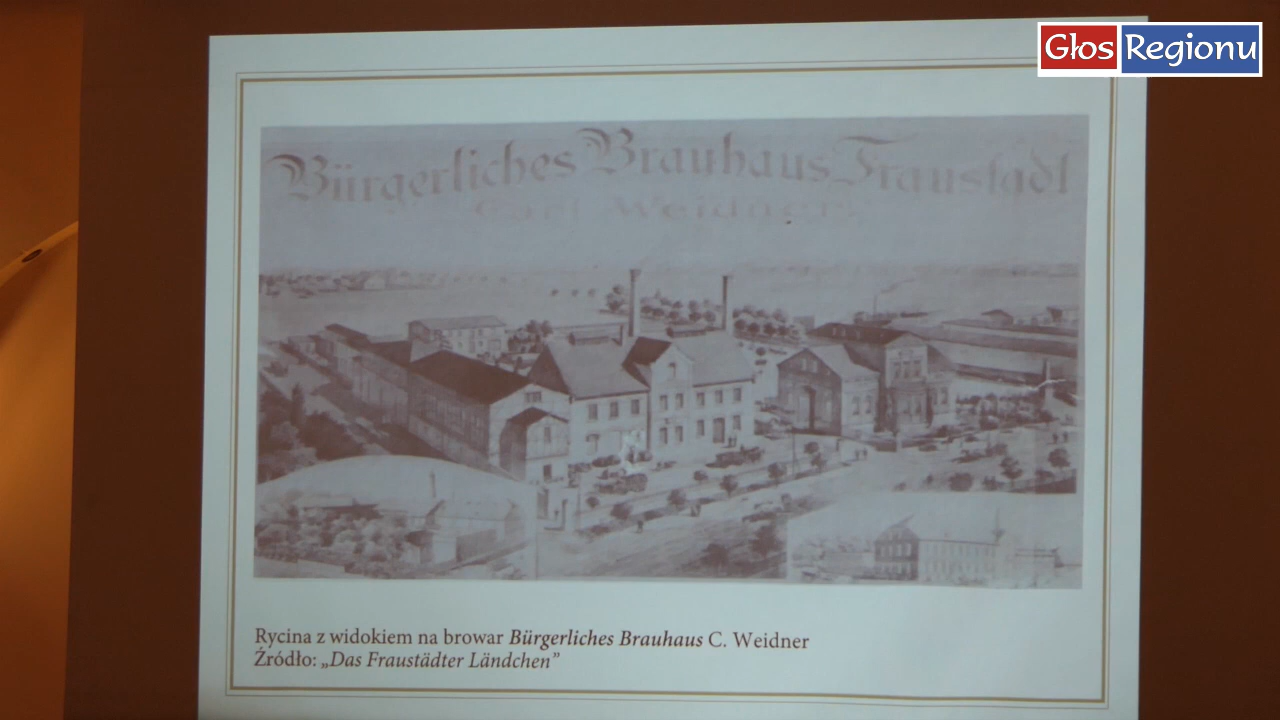 Głos Regionu
Bürgerliches Brauhaus Fraustadt
Carl Weidner
Rycina z widokiem na browar Bürgerliches Brauhaus C. Weidner
Źródło: „Das Fraustädter Ländchen”